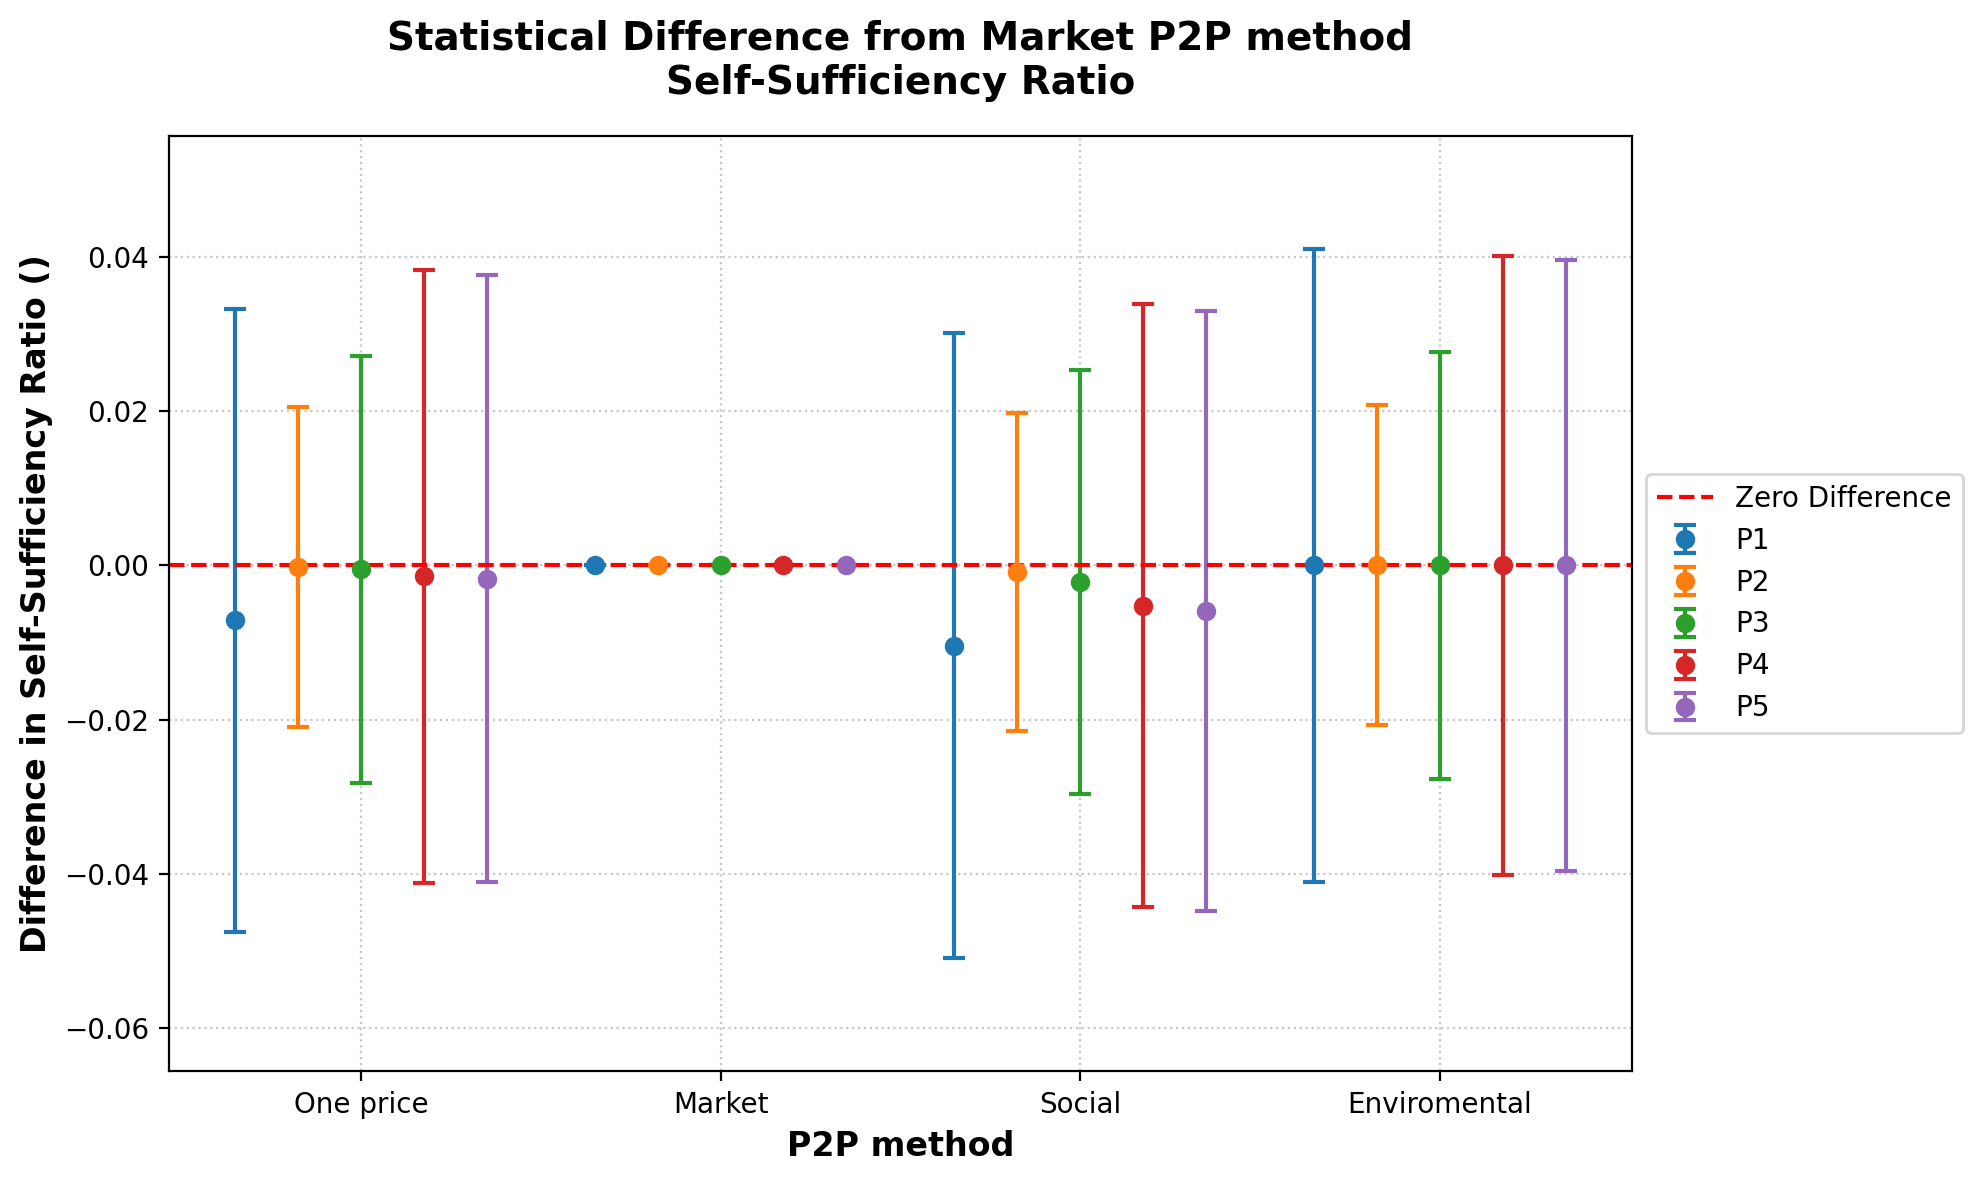 Statistical Difference from Market P2P method
Self-Sufficiency Ratio
Difference in Self-Sufficiency Ratio ()
0.04
0.02
0.00
−0.02
−0.04
−0.06
One price
Market
Social
Enviromental
P2P method
Zero Difference
P1
P2
P3
P4
P5